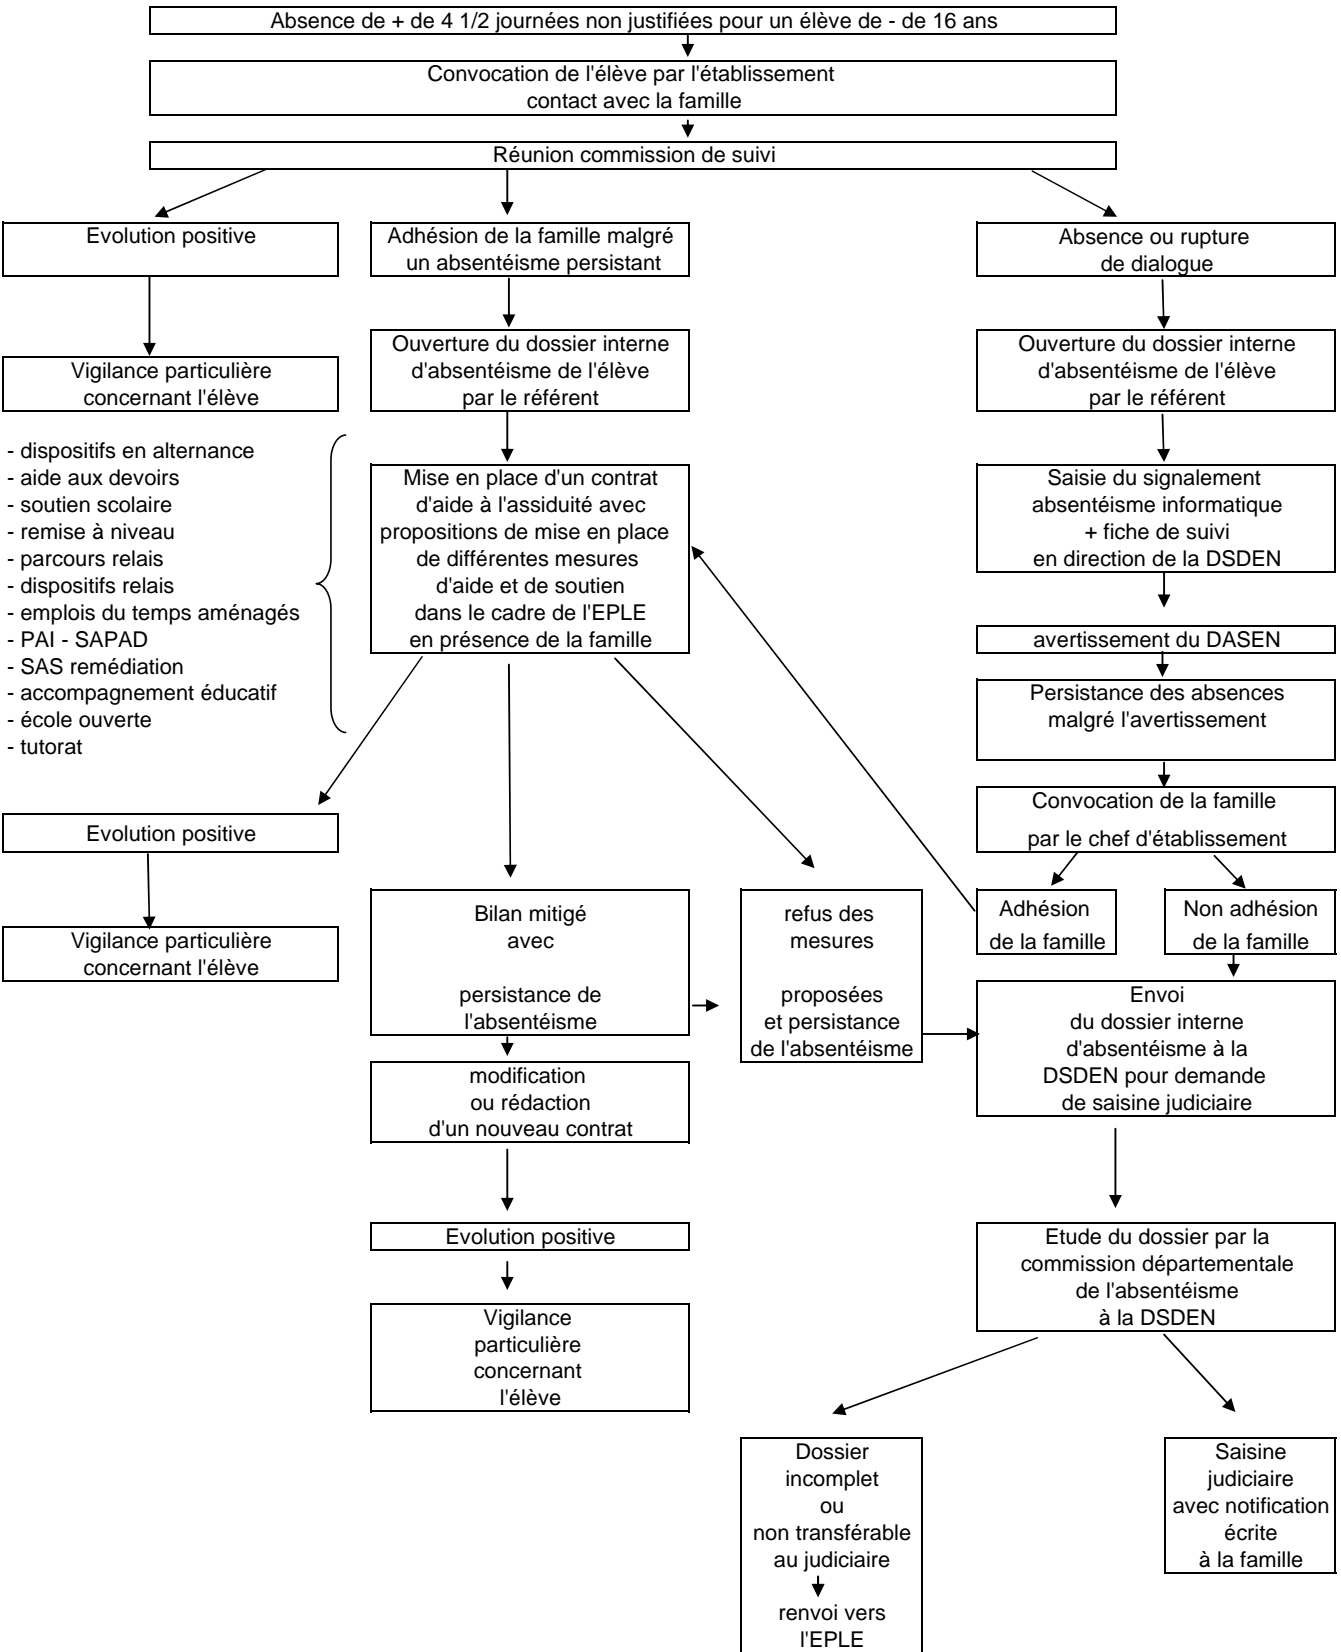 Absence de + de 4 1/2 journées non justifiées pour un élève de - de 16 ans
Convocation de l'élève par l'établissement
contact avec la famille
Réunion commission de suivi
Evolution positive
Adhésion de la famille malgré
un absentéisme persistant
Absence ou rupture
de dialogue
Vigilance particulière
concernant l'élève
Ouverture du dossier interne
d'absentéisme de l'élève
par le référent
Ouverture du dossier interne
d'absentéisme de l'élève
par le référent
- dispositifs en alternance
- aide aux devoirs
- soutien scolaire
- remise à niveau
- parcours relais
- dispositifs relais
- emplois du temps aménagés
- PAI - SAPAD
- SAS remédiation
- accompagnement éducatif
- école ouverte
- tutorat
Mise en place d'un contrat
d'aide à l'assiduité avec
propositions de mise en place
de différentes mesures
d'aide et de soutien
dans le cadre de l'EPLE
en présence de la famille
Saisie du signalement
absentéisme informatique
+ fiche de suivi
en direction de la DSDEN
avertissement du DASEN
Persistance des absences
malgré l'avertissement
Convocation de la famille
par le chef d'établissement
Evolution positive
Vigilance particulière
concernant l'élève
Bilan mitigé
avec
persistance de
l'absentéisme
refus des
mesures
proposées
et persistance
de l'absentéisme
Adhésion
de la famille
Non adhésion
de la famille
Envoi
du dossier interne
d'absentéisme à la
DSDEN pour demande
de saisine judiciaire
modification
ou rédaction
d'un nouveau contrat
Evolution positive
Vigilance
particulière
concernant
l'élève
Etude du dossier par la
commission départementale
de l'absentéisme
à la DSDEN
Dossier
incomplet
ou
non transférable
au judiciaire
renvoi vers
l'EPLE
Saisine
judiciaire
avec notification
écrite
à la famille